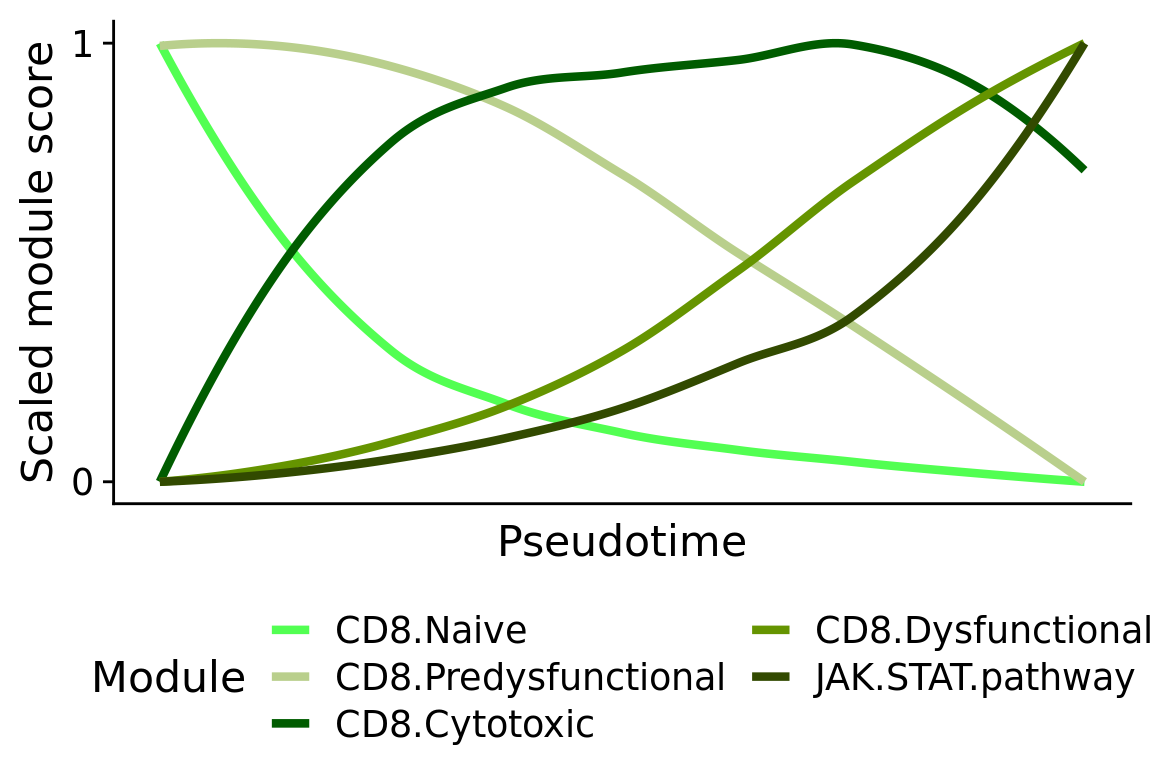 Scaled module score
1
0
Pseudotime
Module
CD8.Naive
CD8.Predysfunctional
CD8.Cytotoxic
CD8.Dysfunctional
JAK.STAT.pathway